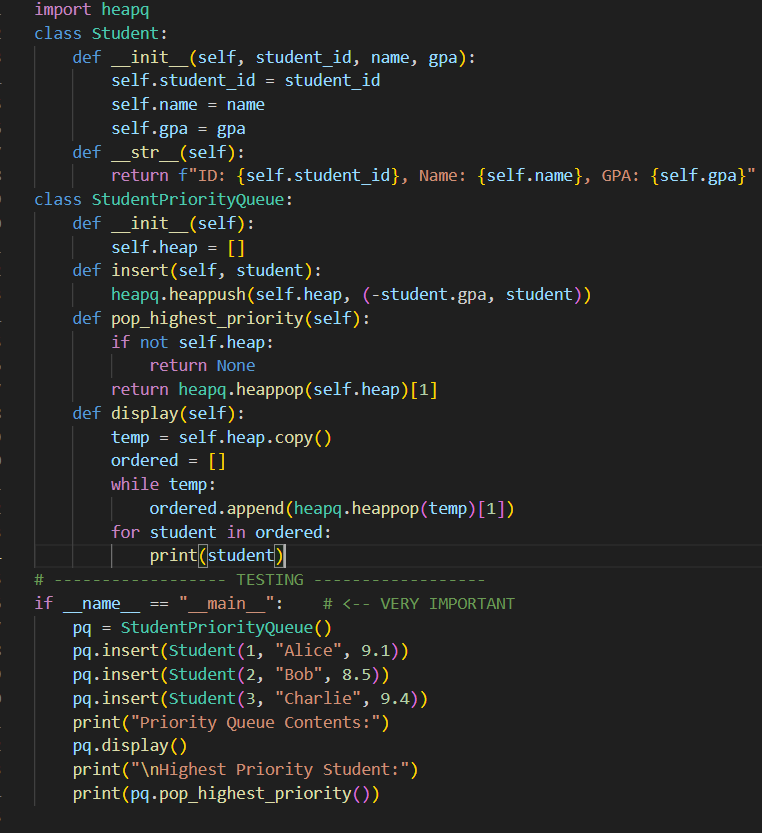 import heapq
class Student:
    def __init__(self, student_id, name, gpa):
        self.student_id = student_id
        self.name = name
        self.gpa = gpa
    def __str__(self):
        return f"ID: {self.student_id}, Name: {self.name}, GPA: {self.gpa}"
class StudentPriorityQueue:
    def __init__(self):
        self.heap = []
    def insert(self, student):
        heapq.heappush(self.heap, (-student.gpa, student))
    def pop_highest_priority(self):
        if not self.heap:
            return None
        return heapq.heappop(self.heap)[1]
    def display(self):
        temp = self.heap.copy()
        ordered = []
        while temp:
            ordered.append(heapq.heappop(temp)[1])
        for student in ordered:
            print(student)
# ------------------ TESTING ------------------
if __name__ == "__main__":    # <-- VERY IMPORTANT
    pq = StudentPriorityQueue()
    pq.insert(Student(1, "Alice", 9.1))
    pq.insert(Student(2, "Bob", 8.5))
    pq.insert(Student(3, "Charlie", 9.4))
    print("Priority Queue Contents:")
    pq.display()
    print("\nHighest Priority Student:")
    print(pq.pop_highest_priority())